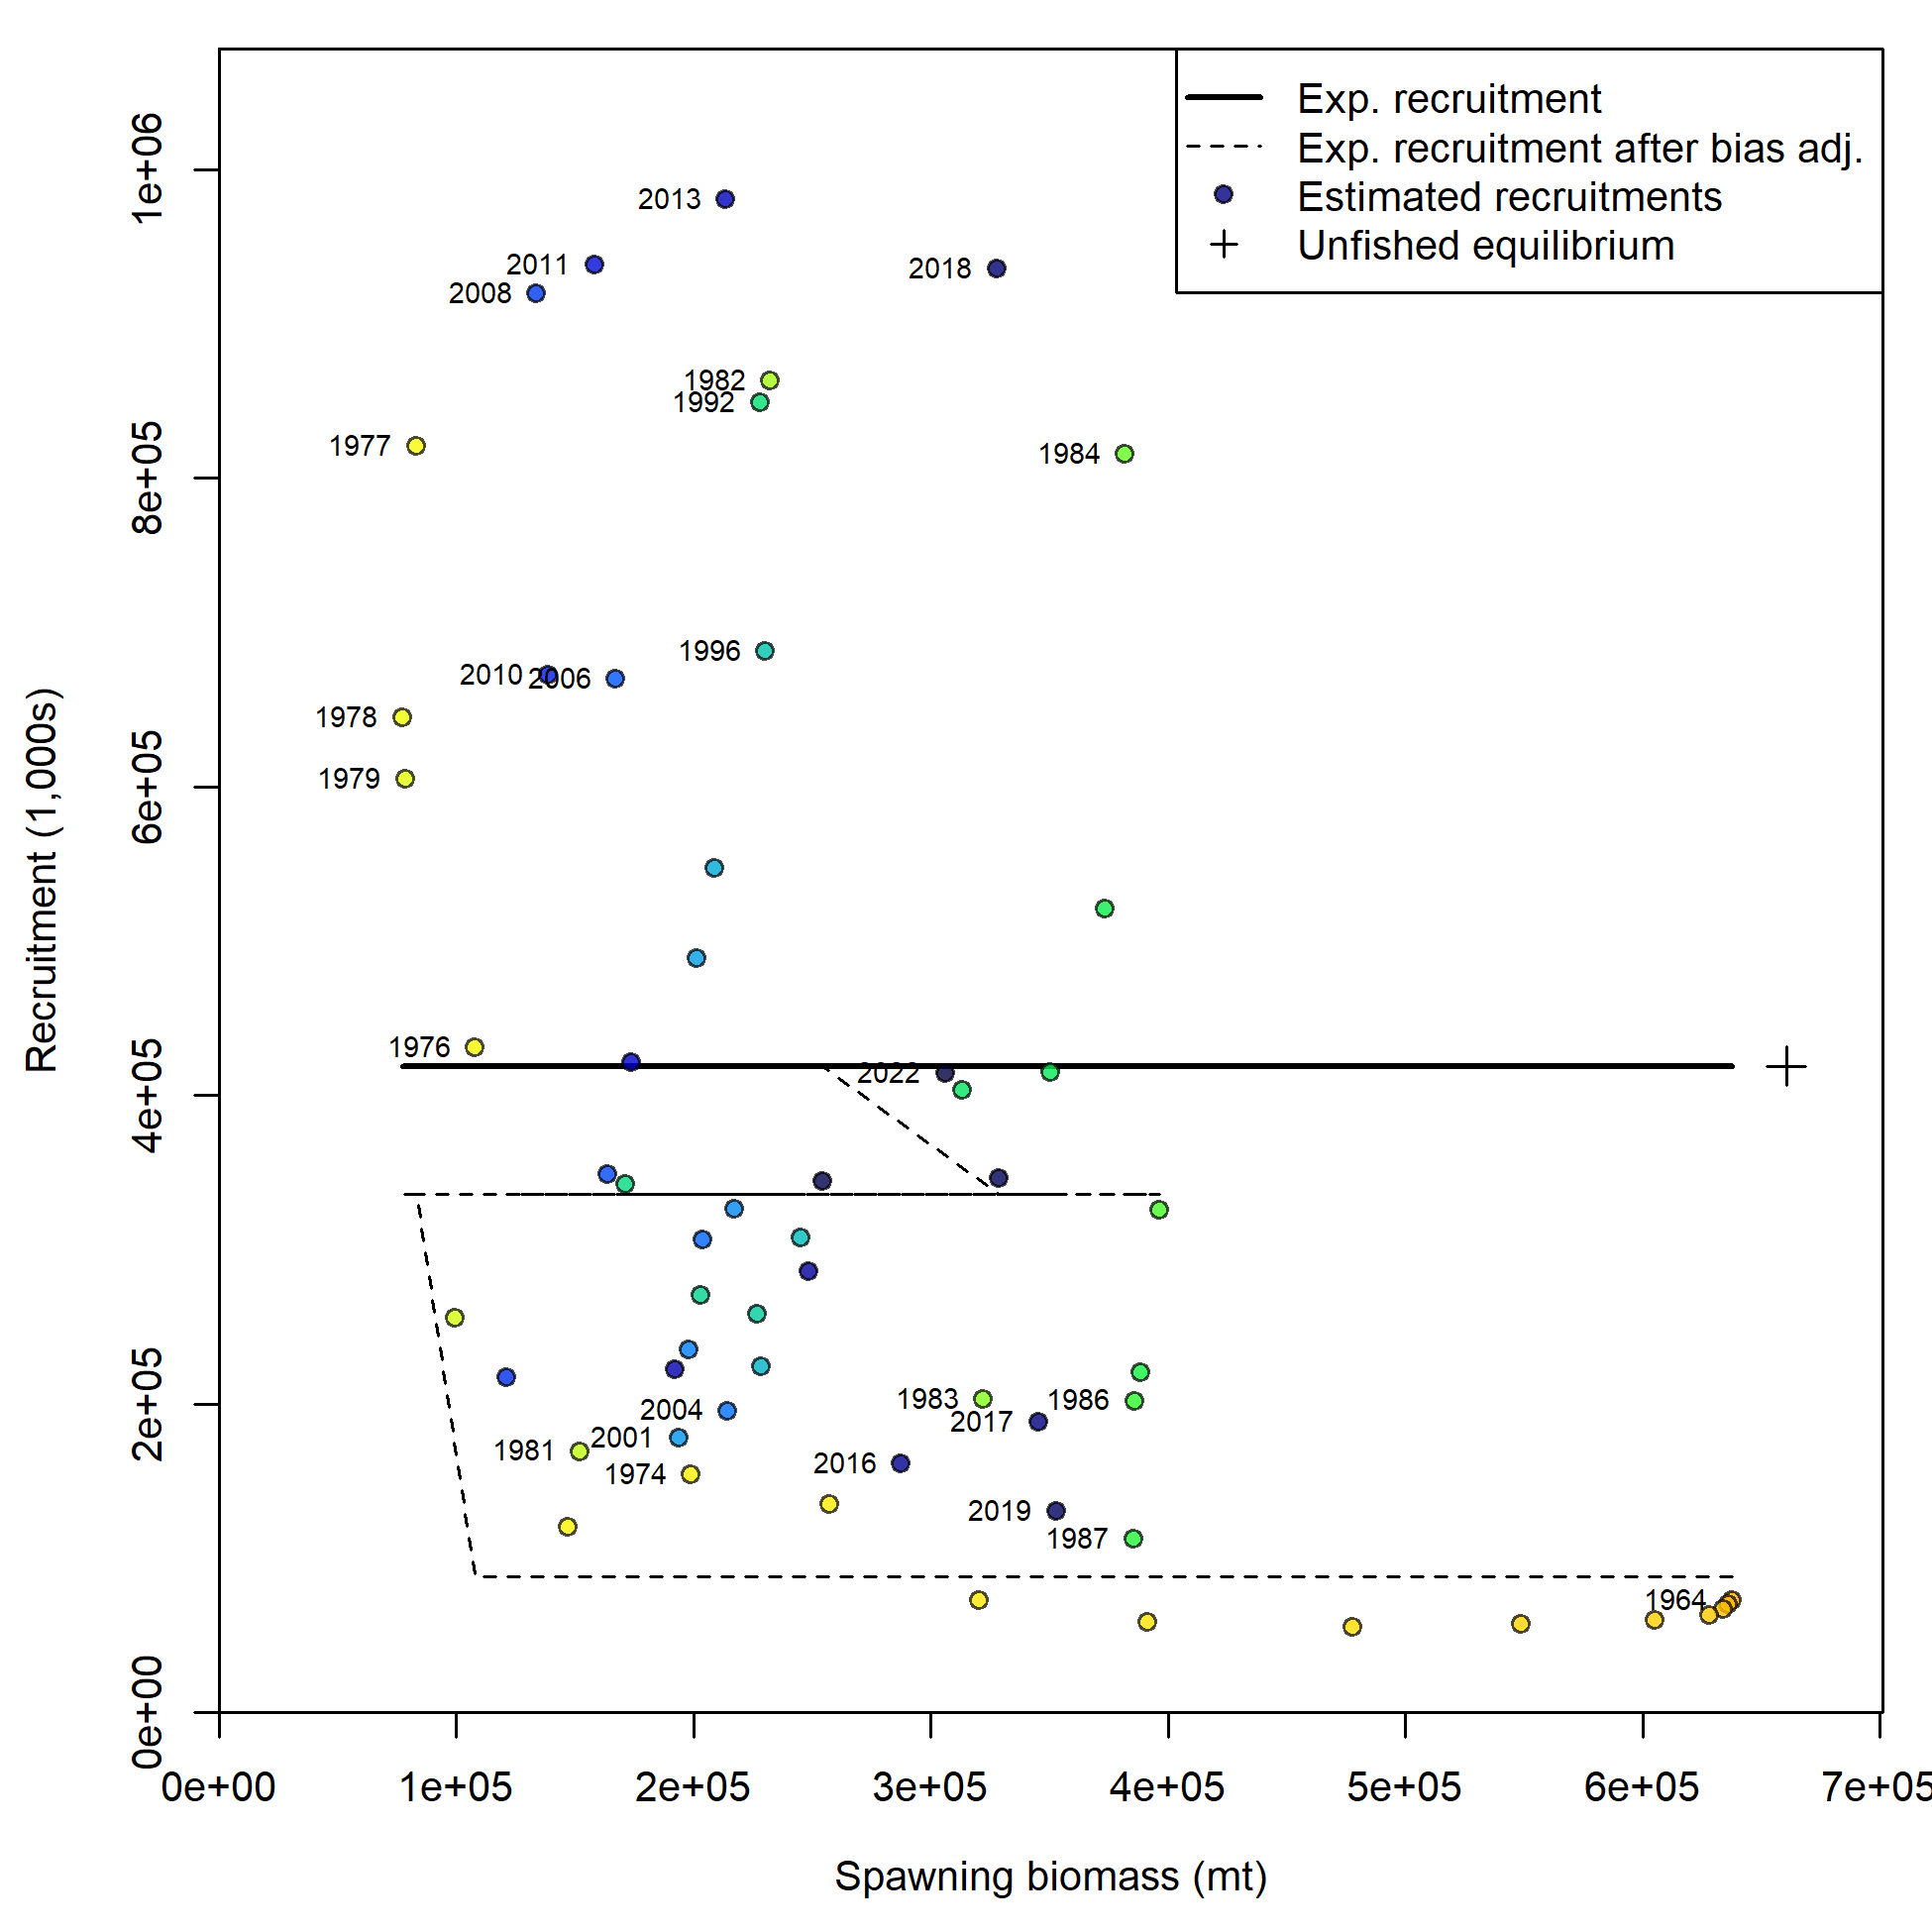 Exp. recruitment
Exp. recruitment after bias adj.
Estimated recruitments
Unfished equilibrium
1e+06
8e+05
6e+05
4e+05
2e+05
0e+00
Recruitment (1,000s)
2013
2011
2018
2008
1982
1992
1977
1984
1996
2010
2006
1978
1979
1976
2022
1983
1986
2004
2017
2001
1981
2016
1974
2019
1987
1964
0e+00 1e+05 2e+05 3e+05 4e+05 5e+05 6e+05 7e+05
Spawning biomass (mt)